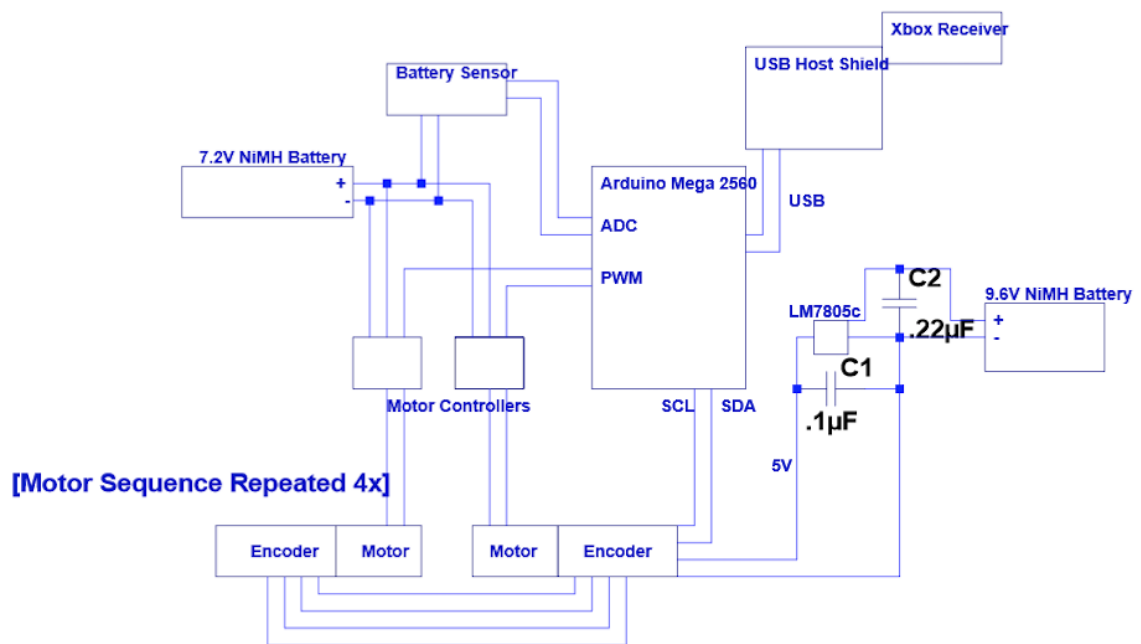 Xbox Receiver
USB Host Shield
Battery Sensor
7.2V NiMH Battery
+
-
Arduino Mega 2560
USB
ADC
PWM
C2
.22µF
LM7805c
9.6V NiMH Battery
+
-
C1
.1µF
Motor Controllers
SCL
SDA
5V
[Motor Sequence Repeated 4x]
Encoder
Motor
Motor
Encoder